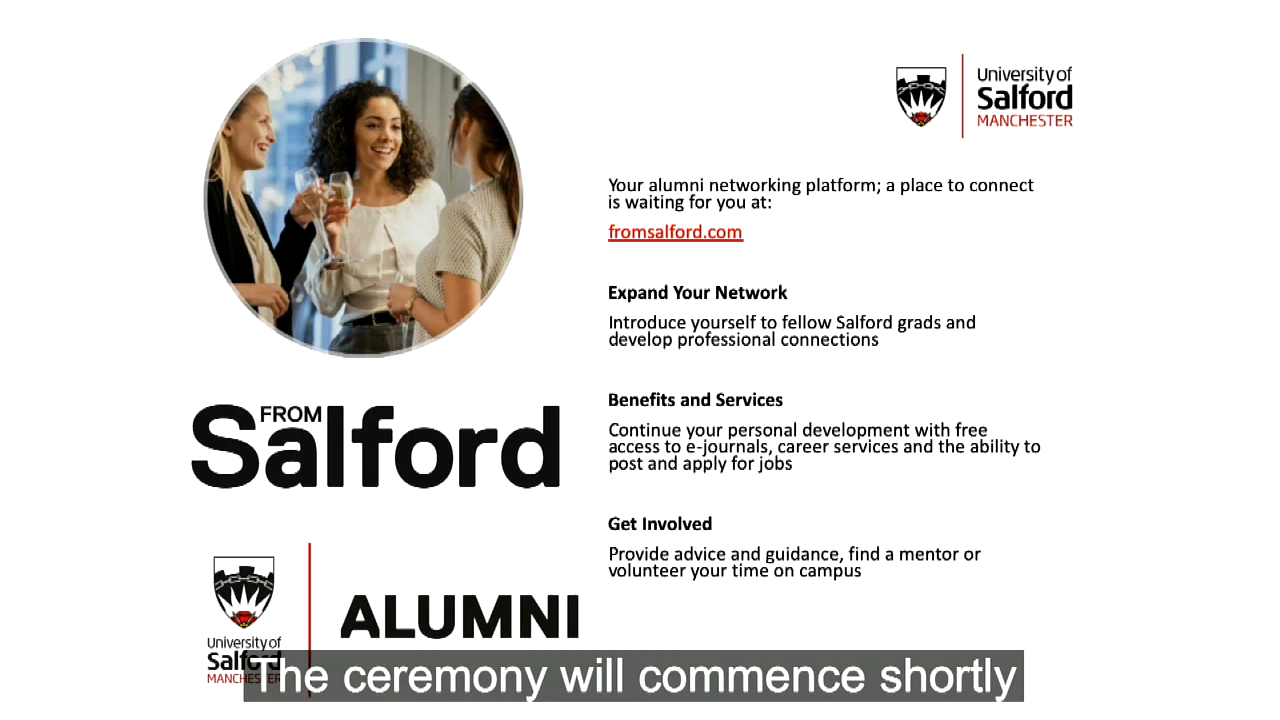 University of
Salford
MANCHESTER
Your alumni networking platform; a place to connect
is waiting for you at:
fromsalford.com
Expand Your Network
Introduce yourself to fellow Salford grads and
develop professional connections
Benefits and Services
Continue your personal development with free
access to e-journals, career services and the ability to
post and apply for jobs
Get Involved
Provide advice and guidance, find a mentor or
volunteer your time on campus
FROM
Salford
University of
Salford
MANCHESTER
ALUMNI
The ceremony will commence shortly